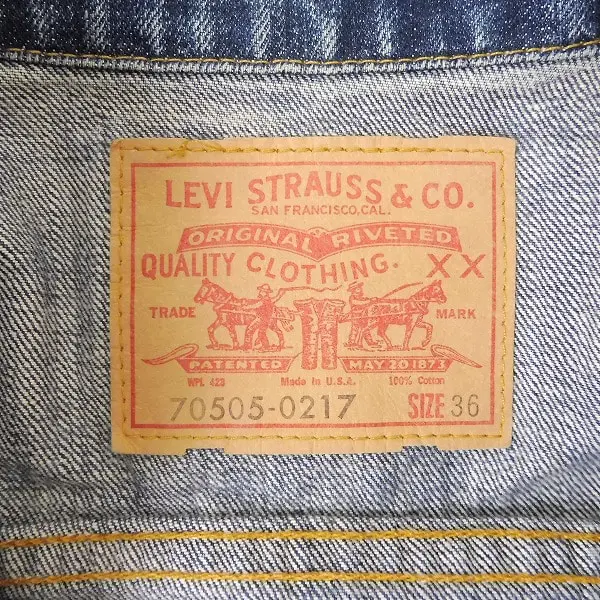 LEVI STRAUSS & CO.
SAN FRANCISCO, CAL.
ORIGINAL RIVETED
QUALITY CLOTHING. XX
TRADE MARK
PATENTED MAY 20 1873
WPL 423 Made in U.S.A. 100% Cotton
70505-0217 SIZE 36